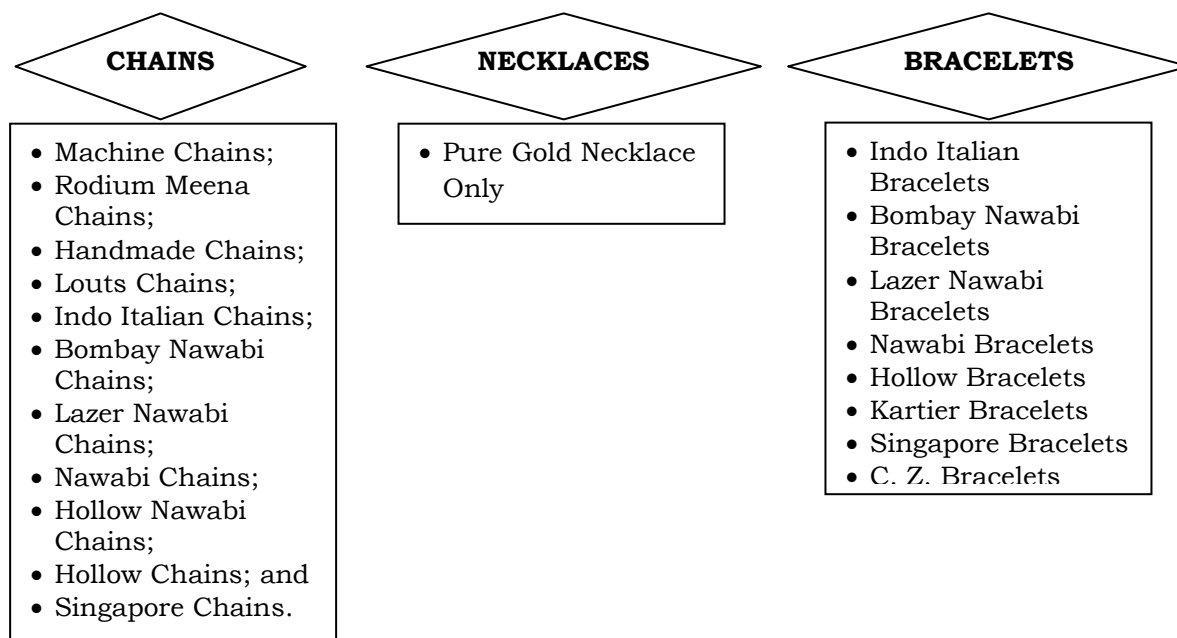 CHAINS
• Machine Chains;
• Rodium Meena
Chains;
• Handmade Chains;
• Louts Chains;
• Indo Italian Chains;
• Bombay Nawabi
Chains;
• Lazer Nawabi
Chains;
• Nawabi Chains;
• Hollow Nawabi
Chains;
• Hollow Chains; and
• Singapore Chains.
NECKLACES
• Pure Gold Necklace
Only
BRACELETS
• Indo Italian
Bracelets
• Bombay Nawabi
Bracelets
• Lazer Nawabi
Bracelets
• Nawabi Bracelets
• Hollow Bracelets
• Kartier Bracelets
• Singapore Bracelets
• C. Z. Bracelets